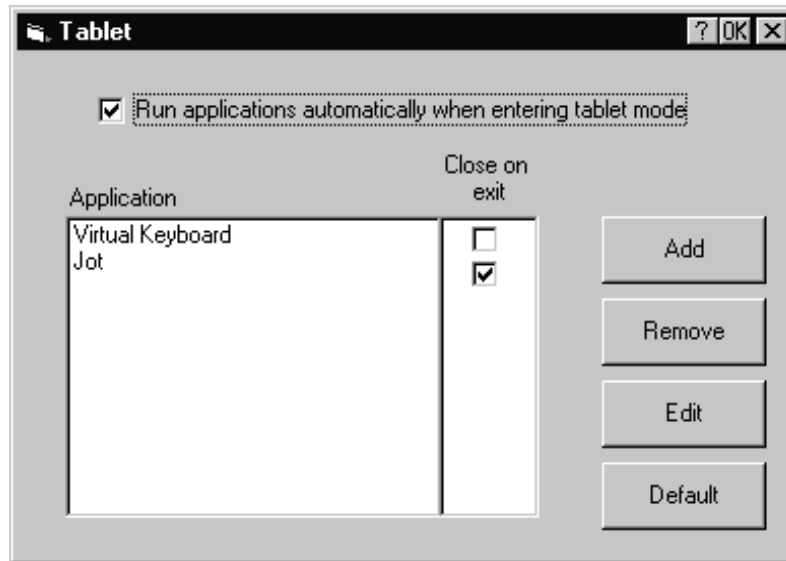 Tablet
? OK
Run applications automatically when entering tablet mode
Close on
exit
Application
Virtual Keyboard
Jot
Add
Remove
Edit
Default